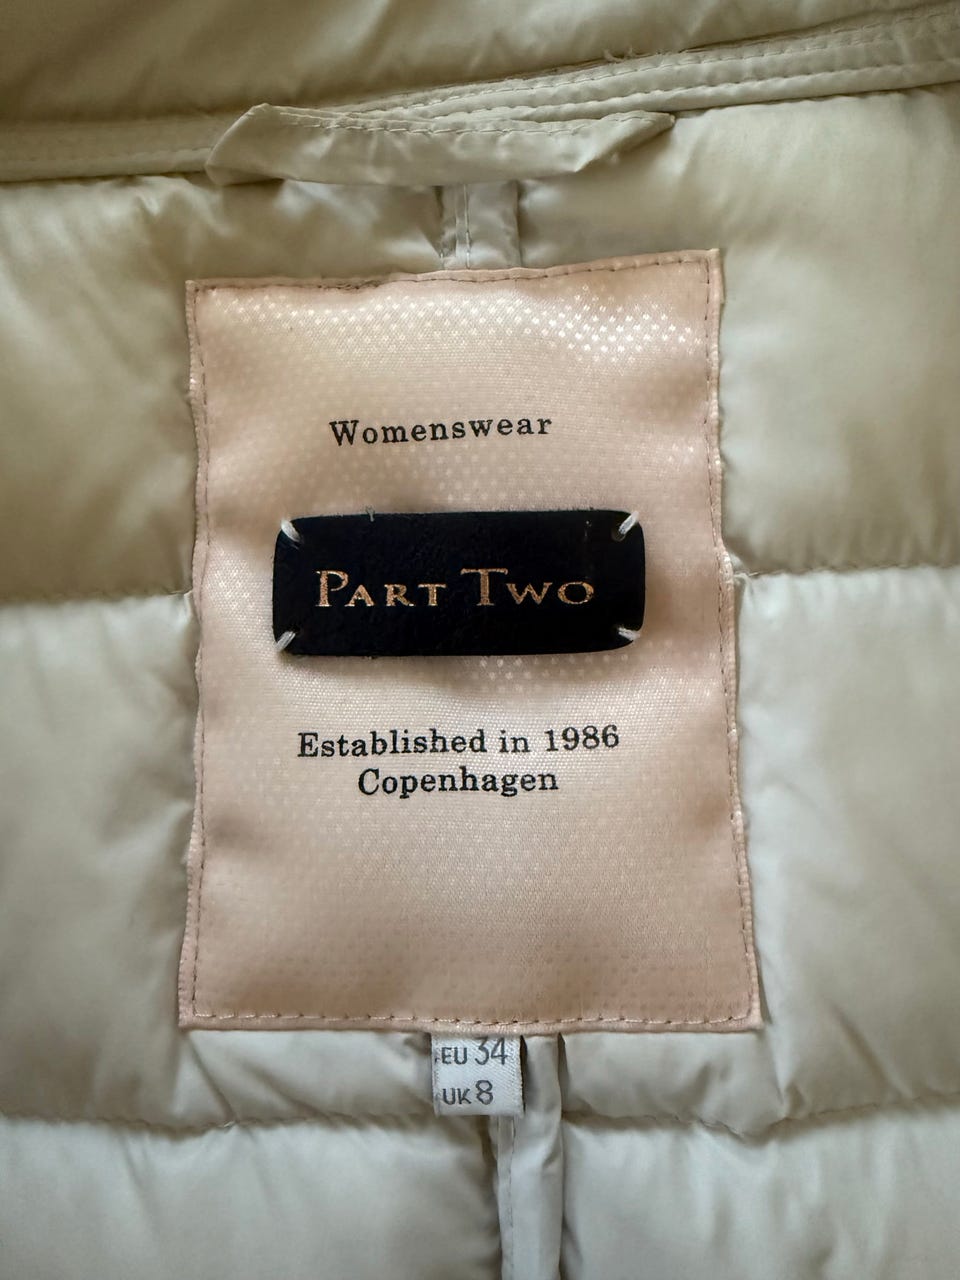 Womenswear
PART TWO
Established in 1986
Copenhagen
EU 34
UK 8